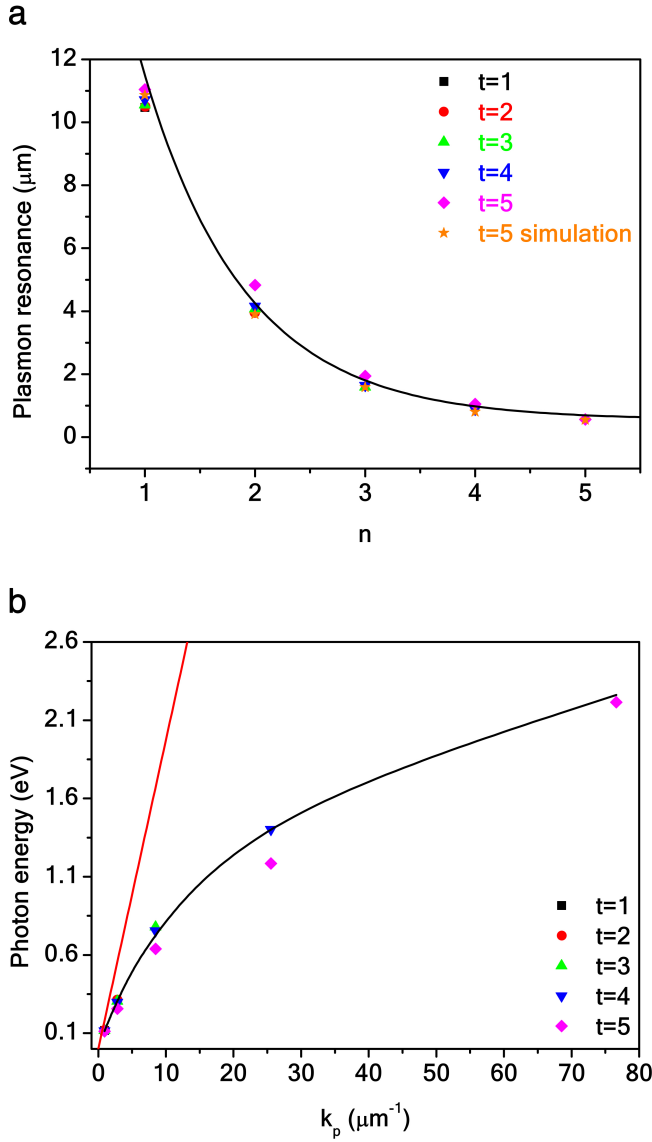 a
12
10
8
6
4
2
0
Plasmon resonance (μm)
t=1
t=2
t=3
t=4
t=5
t=5 simulation
1 2 3 4 5
n
b
2.6
2.1
1.6
1.1
0.6
0.1
Photon energy (eV)
t=1
t=2
t=3
t=4
t=5
0 10 20 30 40 50 60 70 80
kp (μm-1)